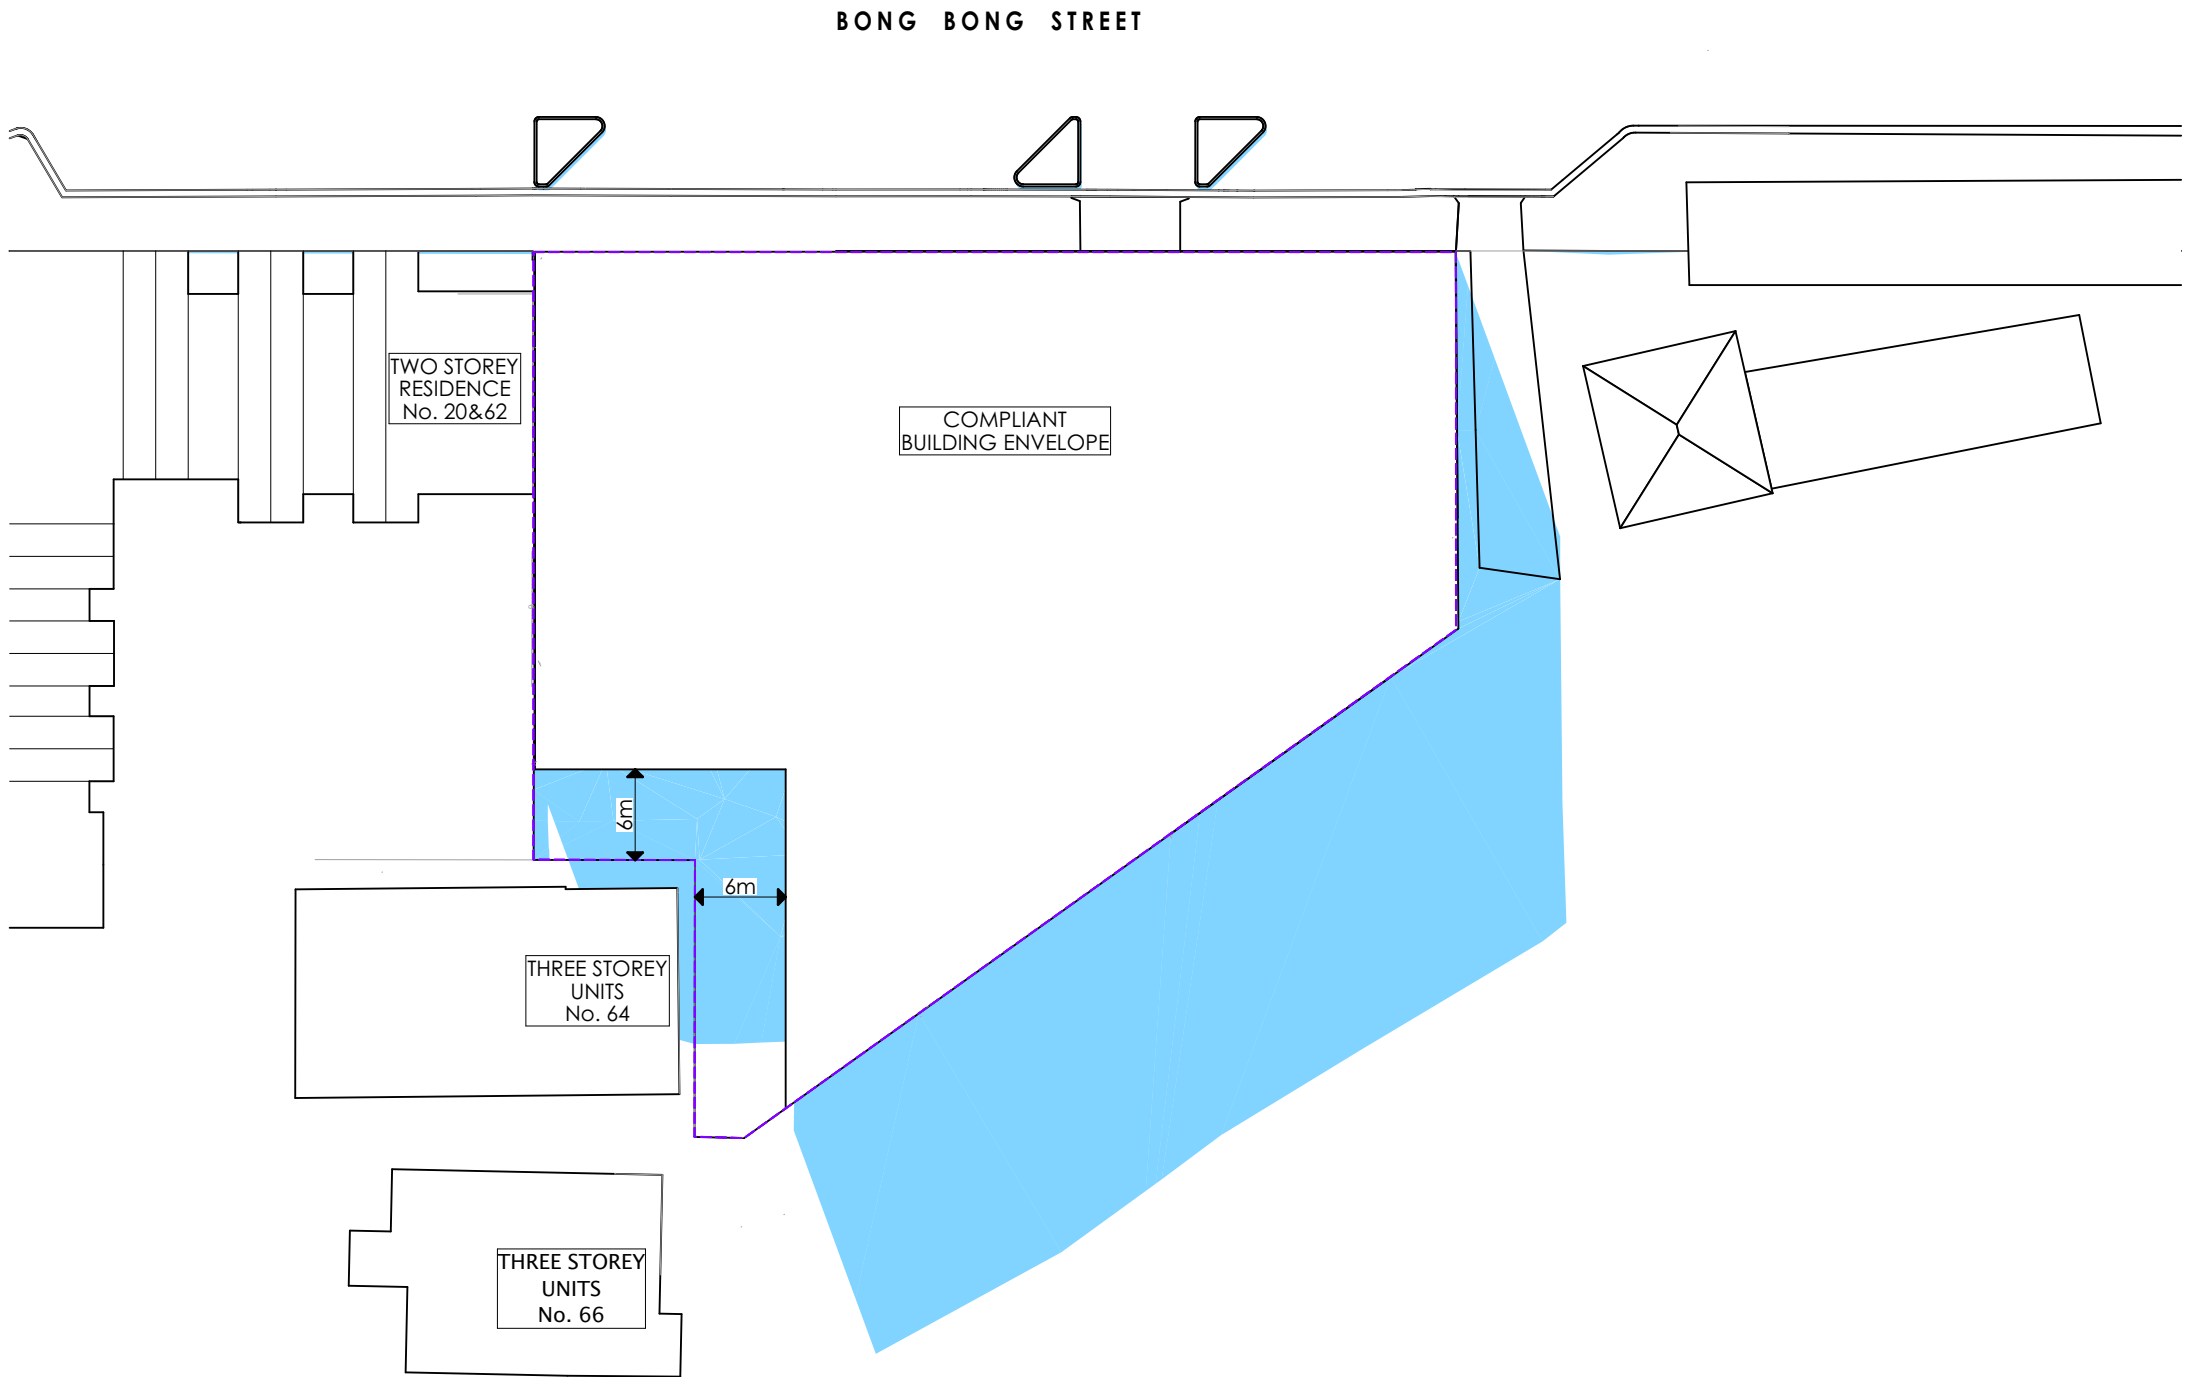 BONG BONG STREET
TWO STOREY
RESIDENCE
No. 20&62
COMPLIANT
BUILDING ENVELOPE
6m
6m
THREE STOREY
UNITS
No. 64
THREE STOREY
UNITS
No. 66